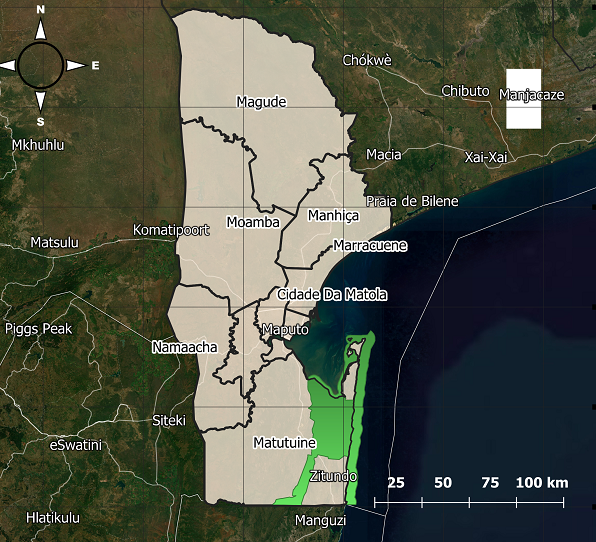 N
E
S
Chókwè
Magude
Chibuto
Manjacaze
Mkhuhlu
Macia
Xai-Xai
Praia de Bilene
Manhiça
Moamba
Komatipoort
Matsulu
Marracuene
Cidade Da Matola
Maputo
Pjggs Peak
Namaacha
Siteki
eSwatini
Matutuine
Zitundo
25 50 75 100 km
Hlatikulu
Manguzi